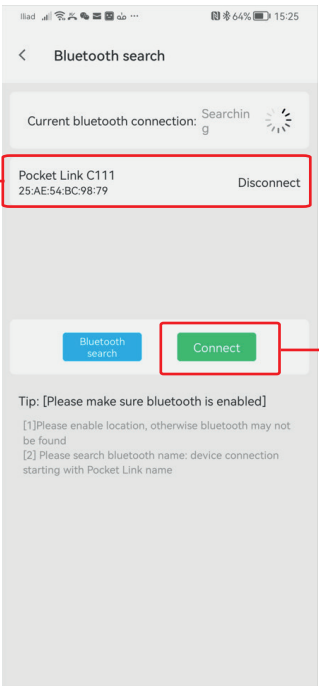 Iliad 64% 15:25
Bluetooth search
Current bluetooth connection: Searchin
g
Pocket Link C111
25:AE:54:BC:98:79
Disconnect
Bluetooth
search
Connect
Tip: [Please make sure bluetooth is enabled]
[1]Please enable location, otherwise bluetooth may not
be found
[2] Please search bluetooth name: device connection
starting with Pocket Link name